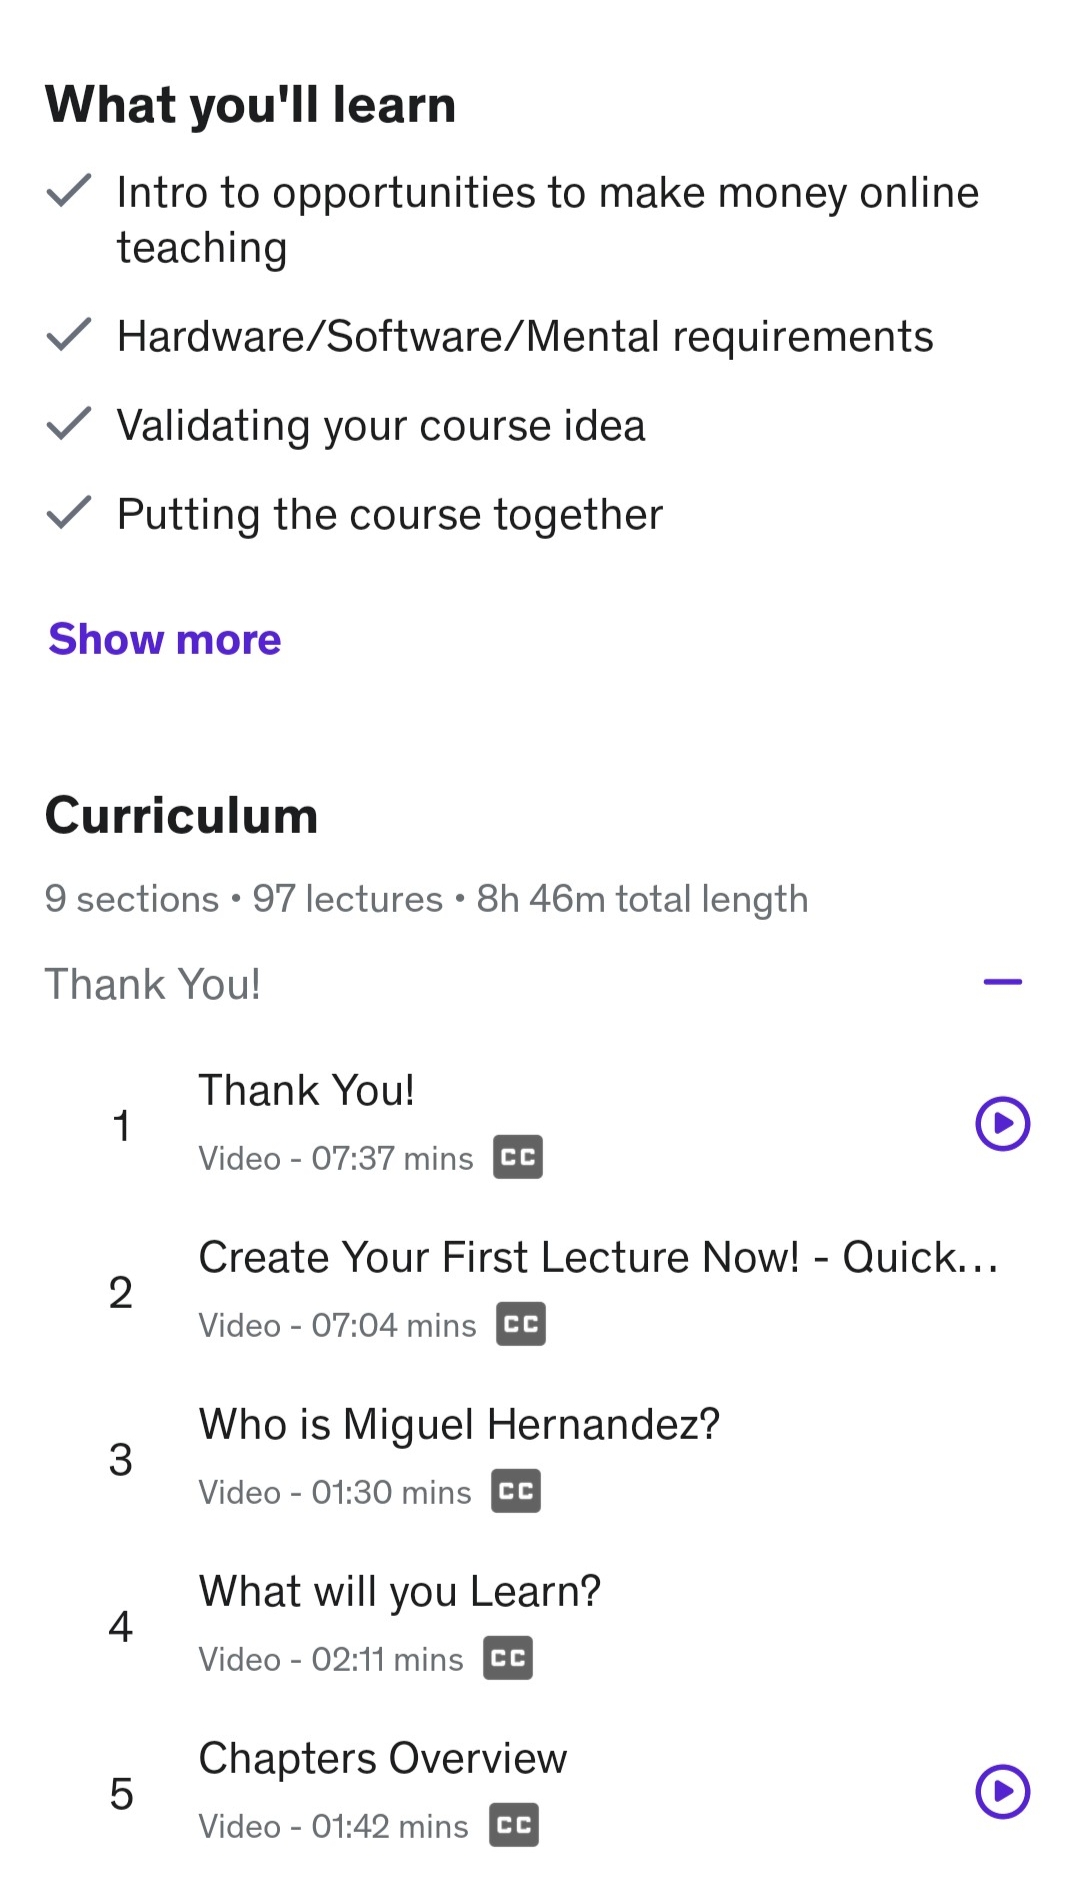 What you'll learn
Intro to opportunities to make money online
teaching
Hardware/Software/Mental requirements
Validating your course idea
Putting the course together
Show more
Curriculum
9 sections • 97 lectures • 8h 46m total length
Thank You!
1
Thank You!
Video - 07:37 mins CC
2
Create Your First Lecture Now! - Quick...
Video - 07:04 mins CC
3
Who is Miguel Hernandez?
Video - 01:30 mins CC
4
What will you Learn?
Video - 02:11 mins CC
5
Chapters Overview
Video - 01:42 mins CC